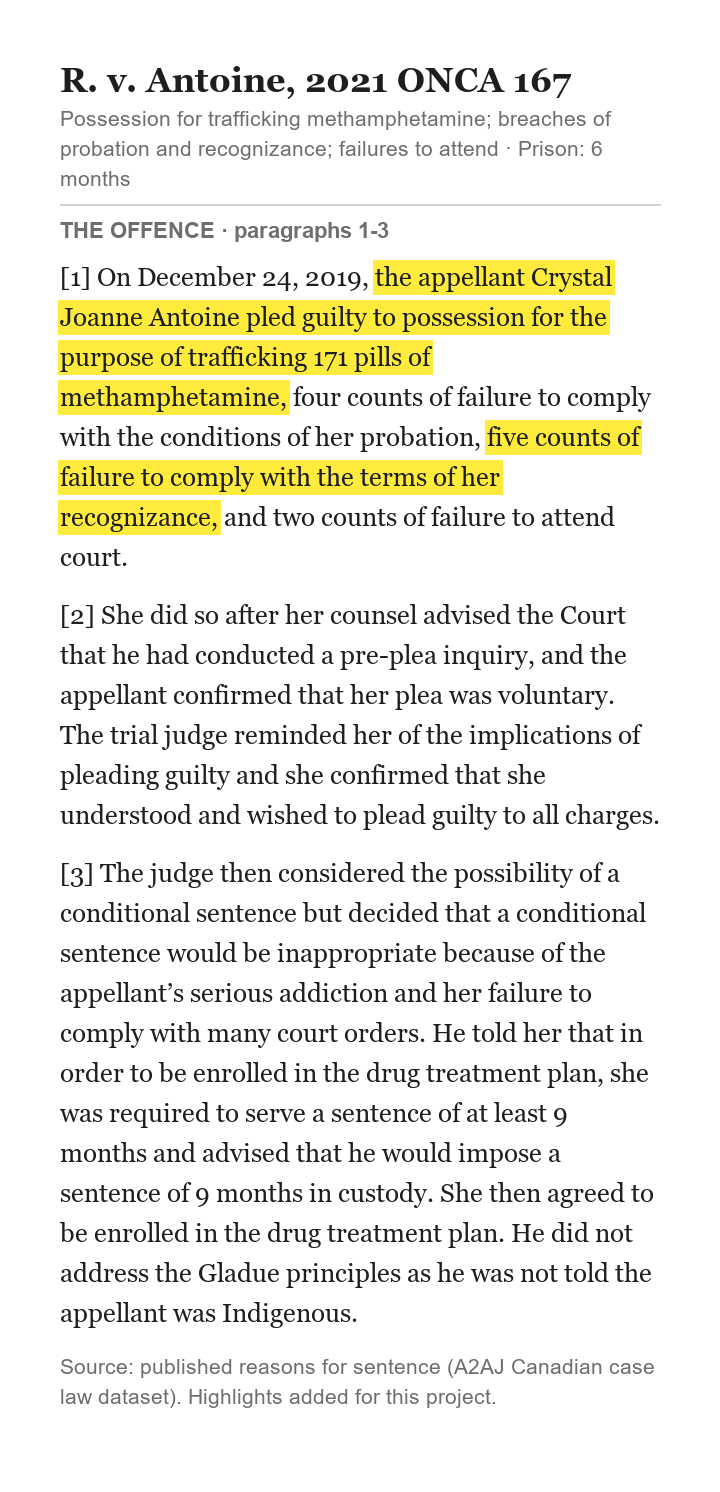 R. v. Antoine, 2021 ONCA 167
Possession for trafficking methamphetamine; breaches of
probation and recognizance; failures to attend · Prison: 6
months
THE OFFENCE · paragraphs 1-3
[1] On December 24, 2019, the appellant Crystal
Joanne Antoine pled guilty to possession for the
purpose of trafficking 171 pills of
methamphetamine, four counts of failure to comply
with the conditions of her probation, five counts of
failure to comply with the terms of her
recognizance, and two counts of failure to attend
court.
[2] She did so after her counsel advised the Court
that he had conducted a pre-plea inquiry, and the
appellant confirmed that her plea was voluntary.
The trial judge reminded her of the implications of
pleading guilty and she confirmed that she
understood and wished to plead guilty to all charges.
[3] The judge then considered the possibility of a
conditional sentence but decided that a conditional
sentence would be inappropriate because of the
appellant’s serious addiction and her failure to
comply with many court orders. He told her that in
order to be enrolled in the drug treatment plan, she
was required to serve a sentence of at least 9
months and advised that he would impose a
sentence of 9 months in custody. She then agreed to
be enrolled in the drug treatment plan. He did not
address the Gladue principles as he was not told the
appellant was Indigenous.
Source: published reasons for sentence (A2AJ Canadian case
law dataset). Highlights added for this project.